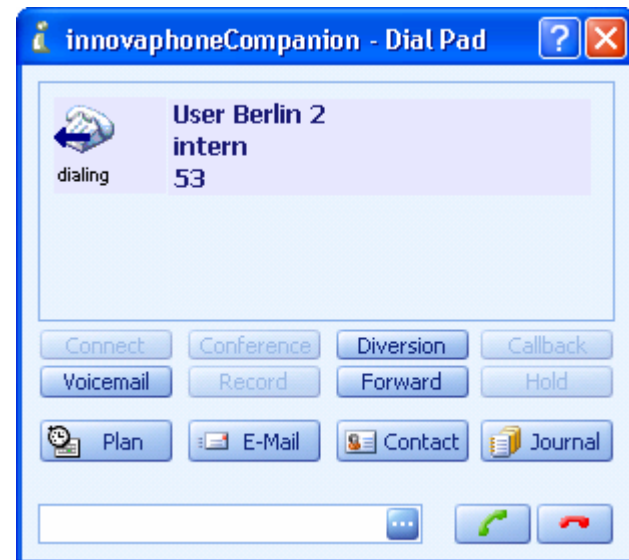 innovaphoneCompanion - Dial Pad
User Berlin 2
intern
dialing
53
Connect Conference Diversion Callback
Voicemail Record Forward Hold
Plan E-Mail Contact Journal